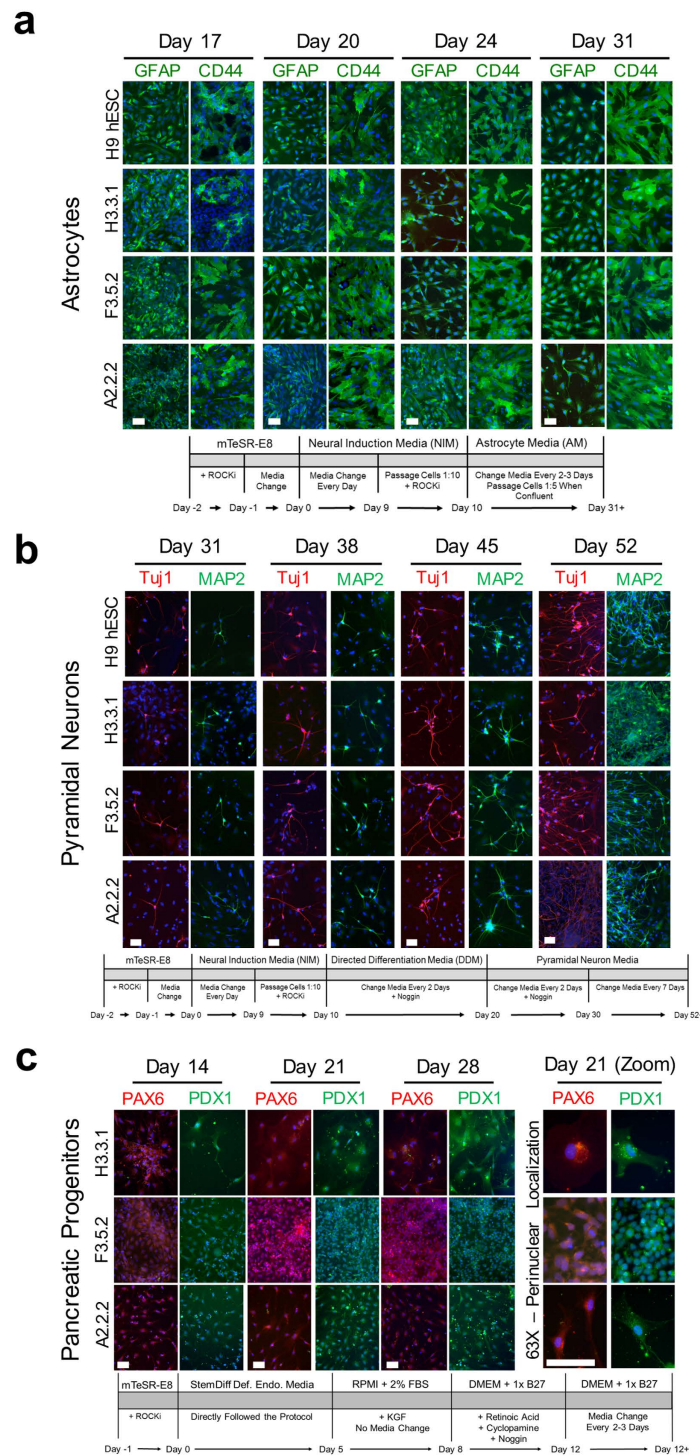 a
Day 17 Day 20 Day 24 Day 31
GFAP CD44 GFAP CD44 GFAP CD44 GFAP CD44
Astrocytes
H9 hESC
H3.3.1
F3.5.2
A2.2.2
mTeSR-E8 Neural Induction Media (NIM) Astrocyte Media (AM)
+ ROCKi Media Change Media Change Every Day Passage Cells 1:10 + ROCKi Change Media Every 2-3 Days Passage Cells 1:5 When Confluent
Day -2 Day -1 Day 0 Day 9 Day 10 Day 31+
b
Day 31 Day 38 Day 45 Day 52
Tuj1 MAP2 Tuj1 MAP2 Tuj1 MAP2 Tuj1 MAP2
Pyramidal Neurons
H9 hESC
H3.3.1
F3.5.2
A2.2.2
mTeSR-E8 Neural Induction Media (NIM) Directed Differentiation Media (DDM) Pyramidal Neuron Media
+ ROCKi Media Change Media Change Every Day Passage Cells 1:10 + ROCKi Change Media Every 2 Days + Noggin Change Media Every 2 Days + Noggin Change Media Every 7 Days
Day -2 Day -1 Day 0 Day 9 Day 10 Day 20 Day 30 Day 52+
c
Day 14 Day 21 Day 28 Day 21 (Zoom)
PAX6 PDX1 PAX6 PDX1 PAX6 PDX1 PAX6 PDX1
Pancreatic Progenitors
H3.3.1
F3.5.2
A2.2.2
63X – Perinuclear Localization
mTeSR-E8 StemDiff Def. Endo. Media RPMI + 2% FBS DMEM + 1x B27 DMEM + 1x B27
+ ROCKi Directly Followed the Protocol + KGF No Media Change + Retinoic Acid + Cyclopamine + Noggin Media Change Every 2-3 Days
Day -1 Day 0 Day 5 Day 8 Day 12 Day 12+